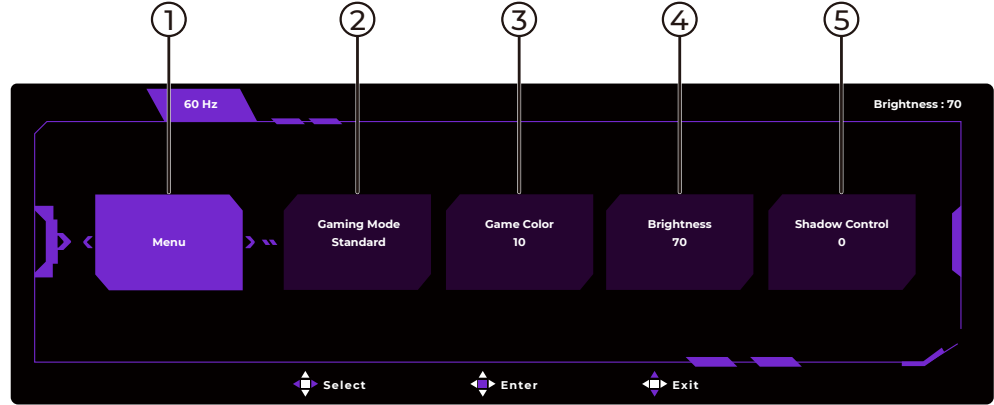 ① ② ③ ④ ⑤
60 Hz
Brightness : 70
Menu
Gaming Mode
Standard
Game Color
10
Brightness
70
Shadow Control
0
Select
Enter
Exit